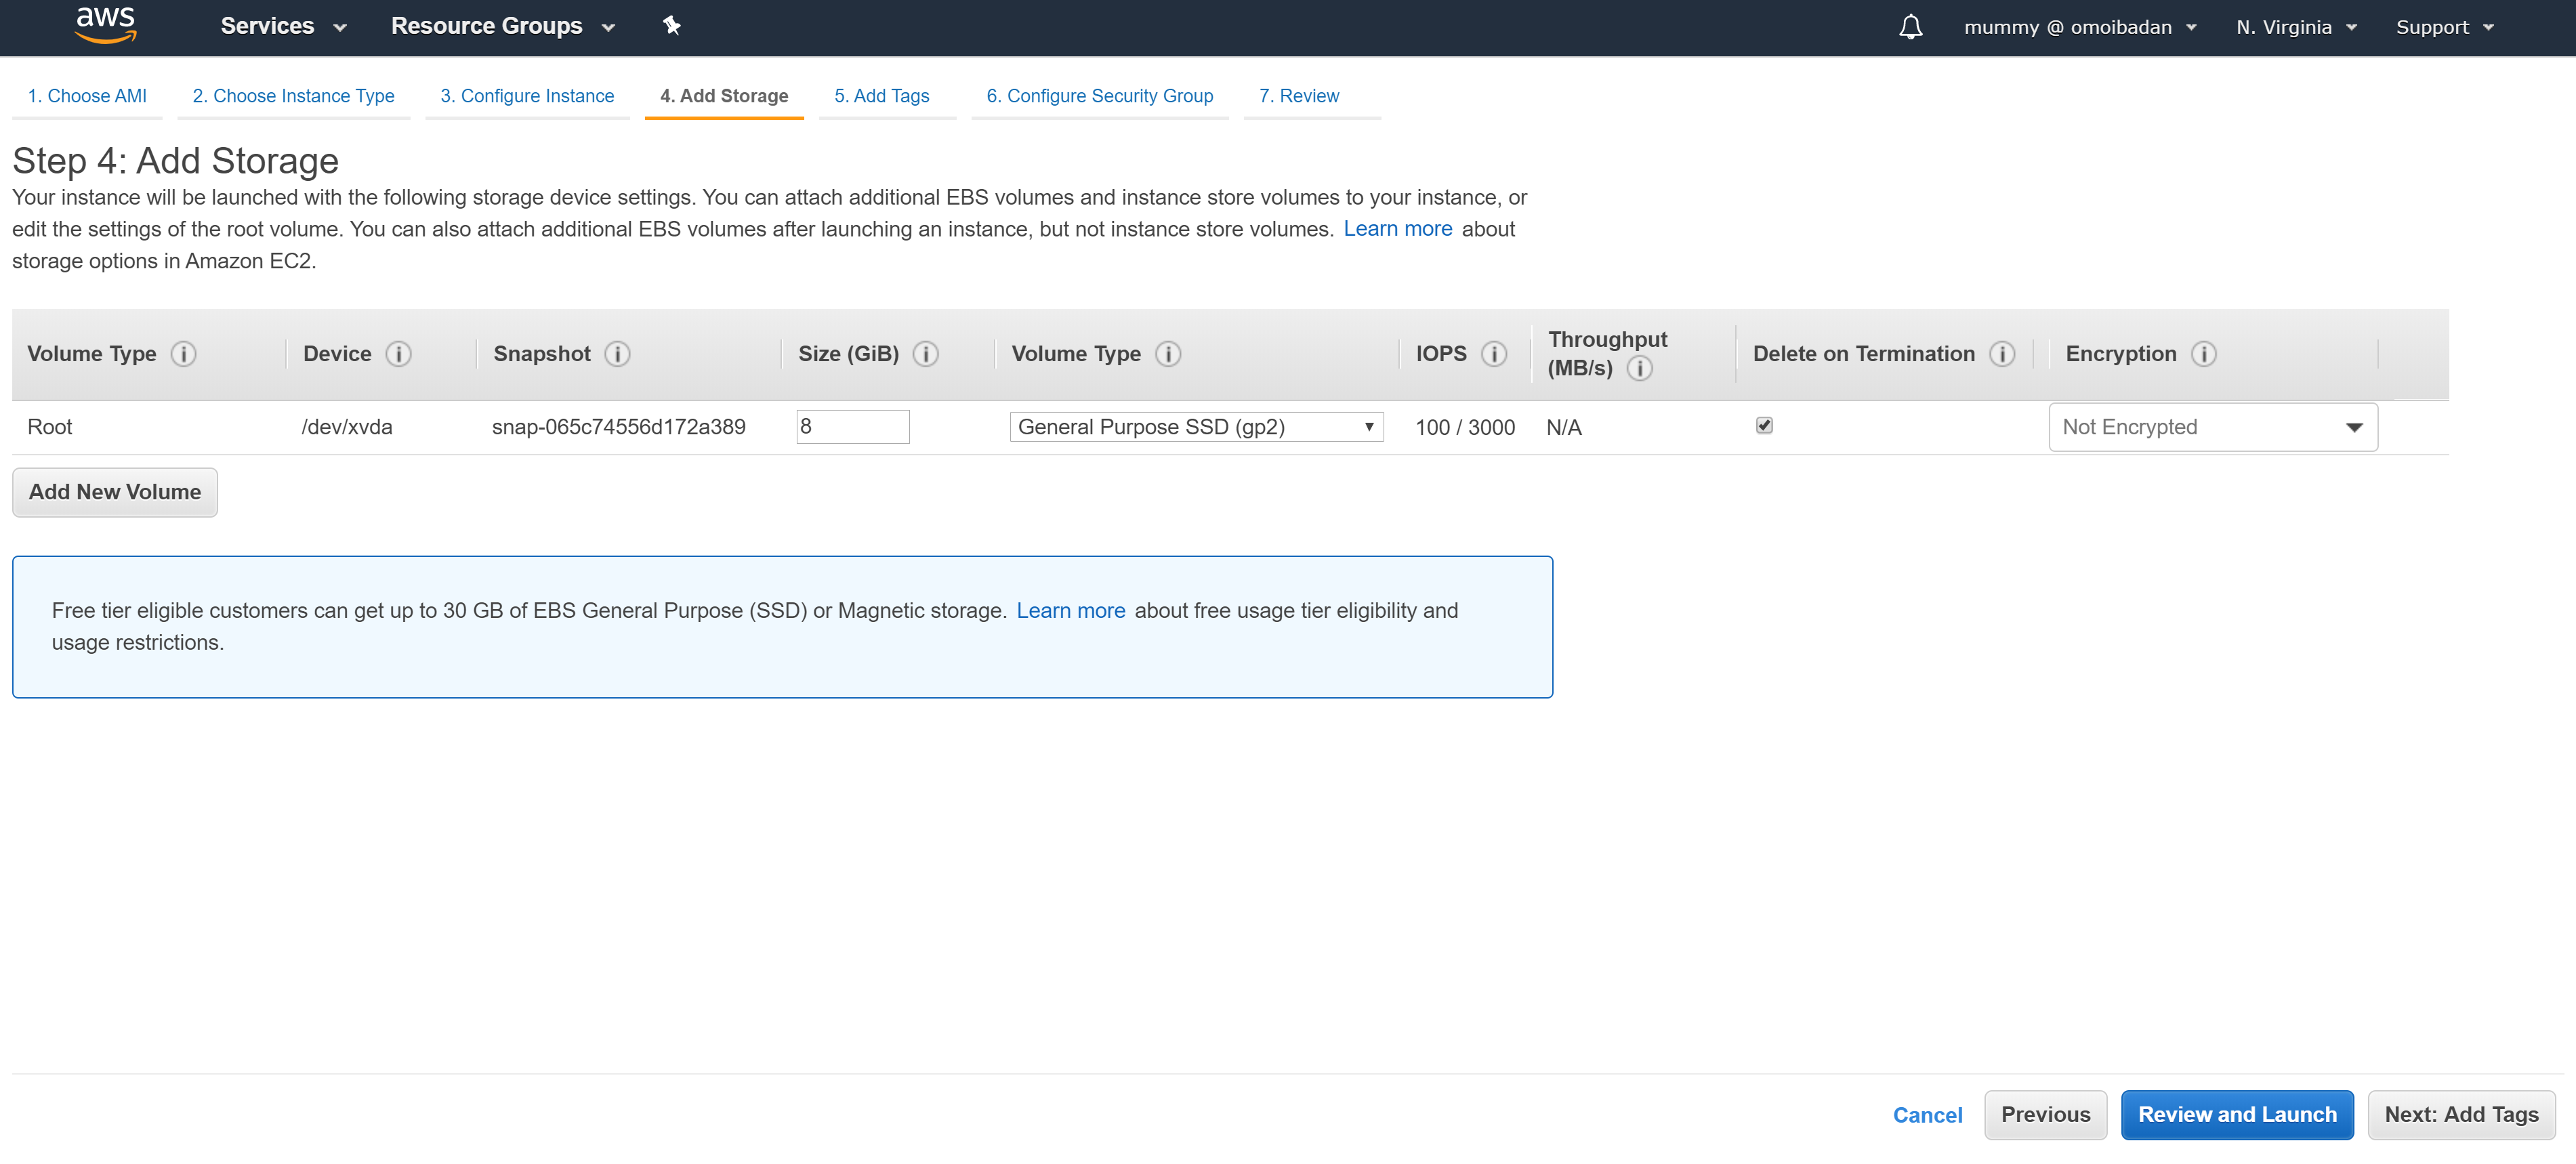 aws
Services
Resource Groups
mummy @ omoibadan
N. Virginia
Support
1. Choose AMI
2. Choose Instance Type
3. Configure Instance
4. Add Storage
5. Add Tags
6. Configure Security Group
7. Review
Step 4: Add Storage
Your instance will be launched with the following storage device settings. You can attach additional EBS volumes and instance store volumes to your instance, or
edit the settings of the root volume. You can also attach additional EBS volumes after launching an instance, but not instance store volumes. Learn more about
storage options in Amazon EC2.
Volume Type
Device
Snapshot
Size (GiB)
Volume Type
IOPS
Throughput
(MB/s)
Delete on Termination
Encryption
Root
/dev/xvda
snap-065c74556d172a389
8
General Purpose SSD (gp2)
100 / 3000
N/A
Not Encrypted
Add New Volume
Free tier eligible customers can get up to 30 GB of EBS General Purpose (SSD) or Magnetic storage. Learn more about free usage tier eligibility and
usage restrictions.
Cancel
Previous
Review and Launch
Next: Add Tags